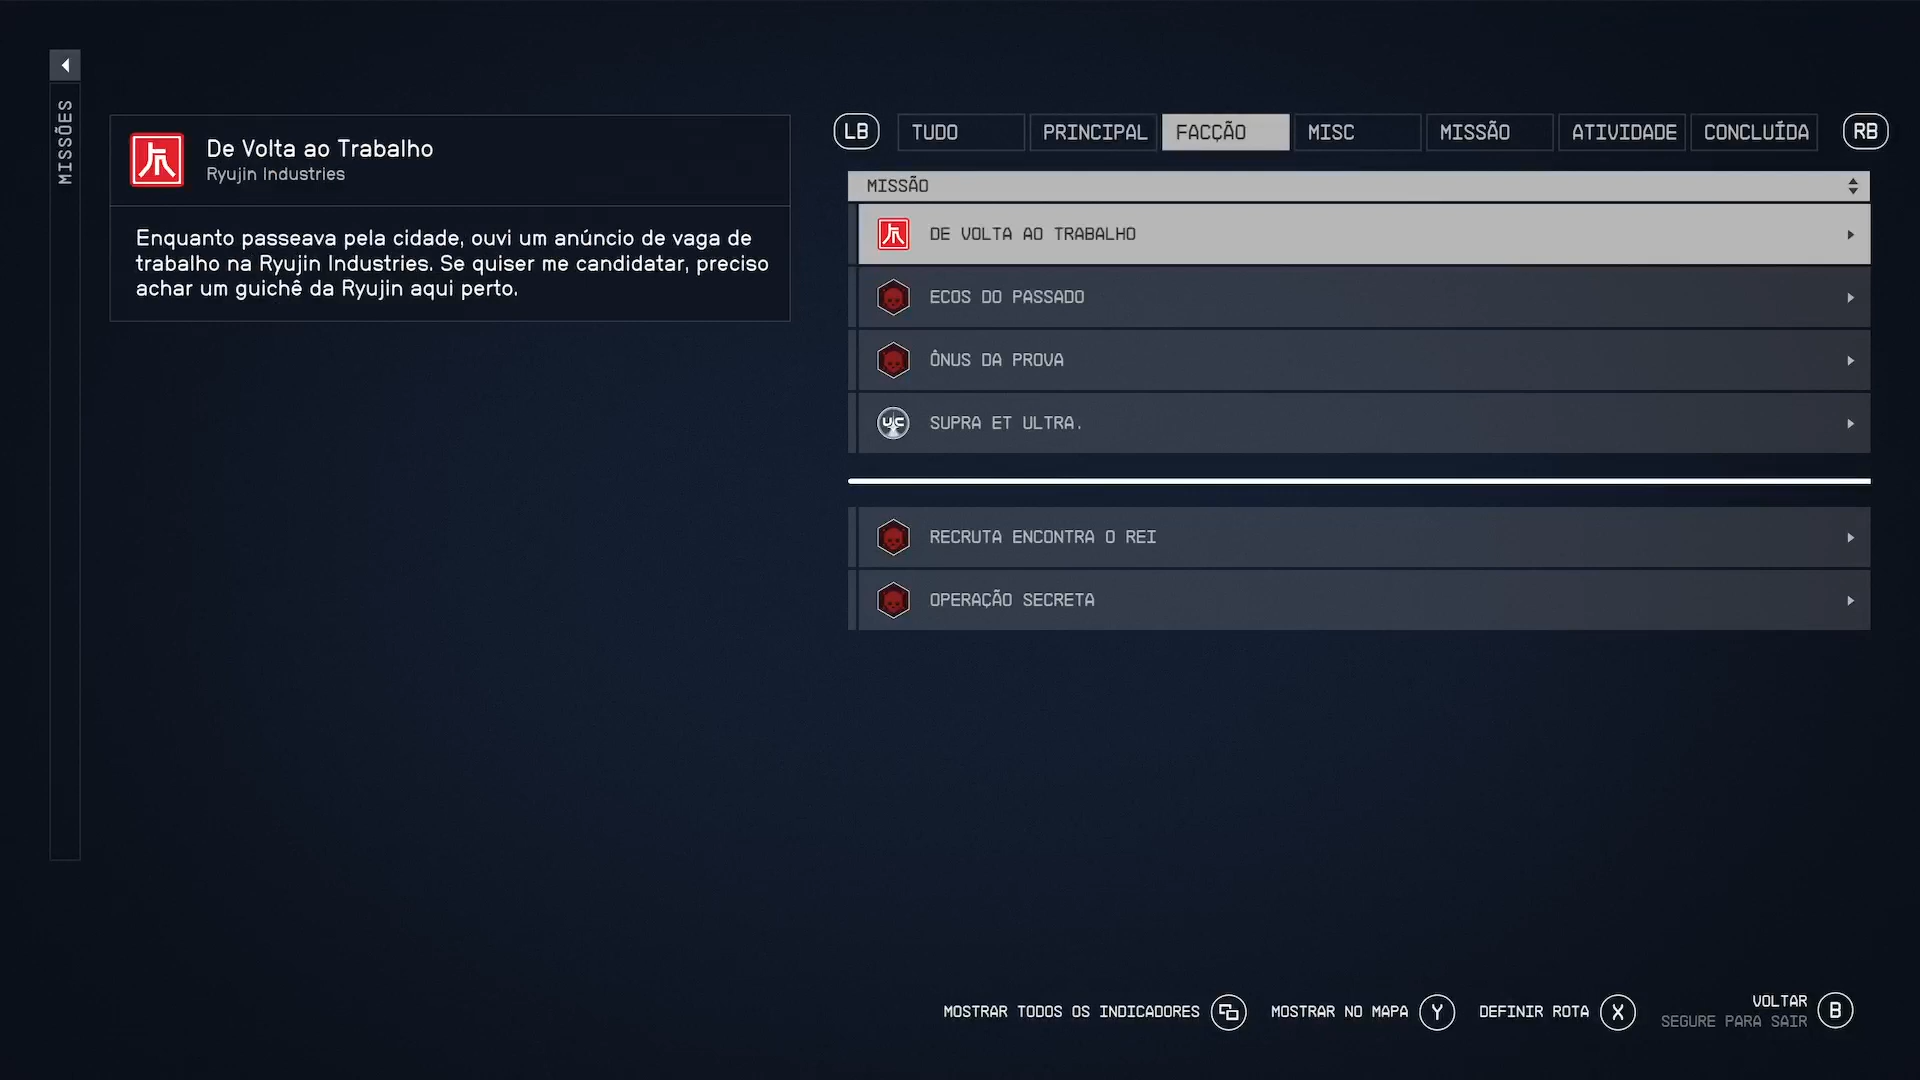 MISSÕES
De Volta ao Trabalho
Ryujin Industries
Enquanto passeava pela cidade, ouvi um anúncio de vaga de
trabalho na Ryujin Industries. Se quiser me candidatar, preciso
achar um guichê da Ryujin aqui perto.
LB TUDO PRINCIPAL FACÇÃO MISC MISSÃO ATIVIDADE CONCLUÍDA RB
MISSÃO
DE VOLTA AO TRABALHO
ECOS DO PASSADO
ÔNUS DA PROVA
UC SUPRA ET ULTRA.
RECRUTA ENCONTRA O REI
OPERAÇÃO SECRETA
MOSTRAR TODOS OS INDICADORES MOSTRAR NO MAPA Y DEFINIR ROTA X VOLTAR B
SEGURE PARA SAIR